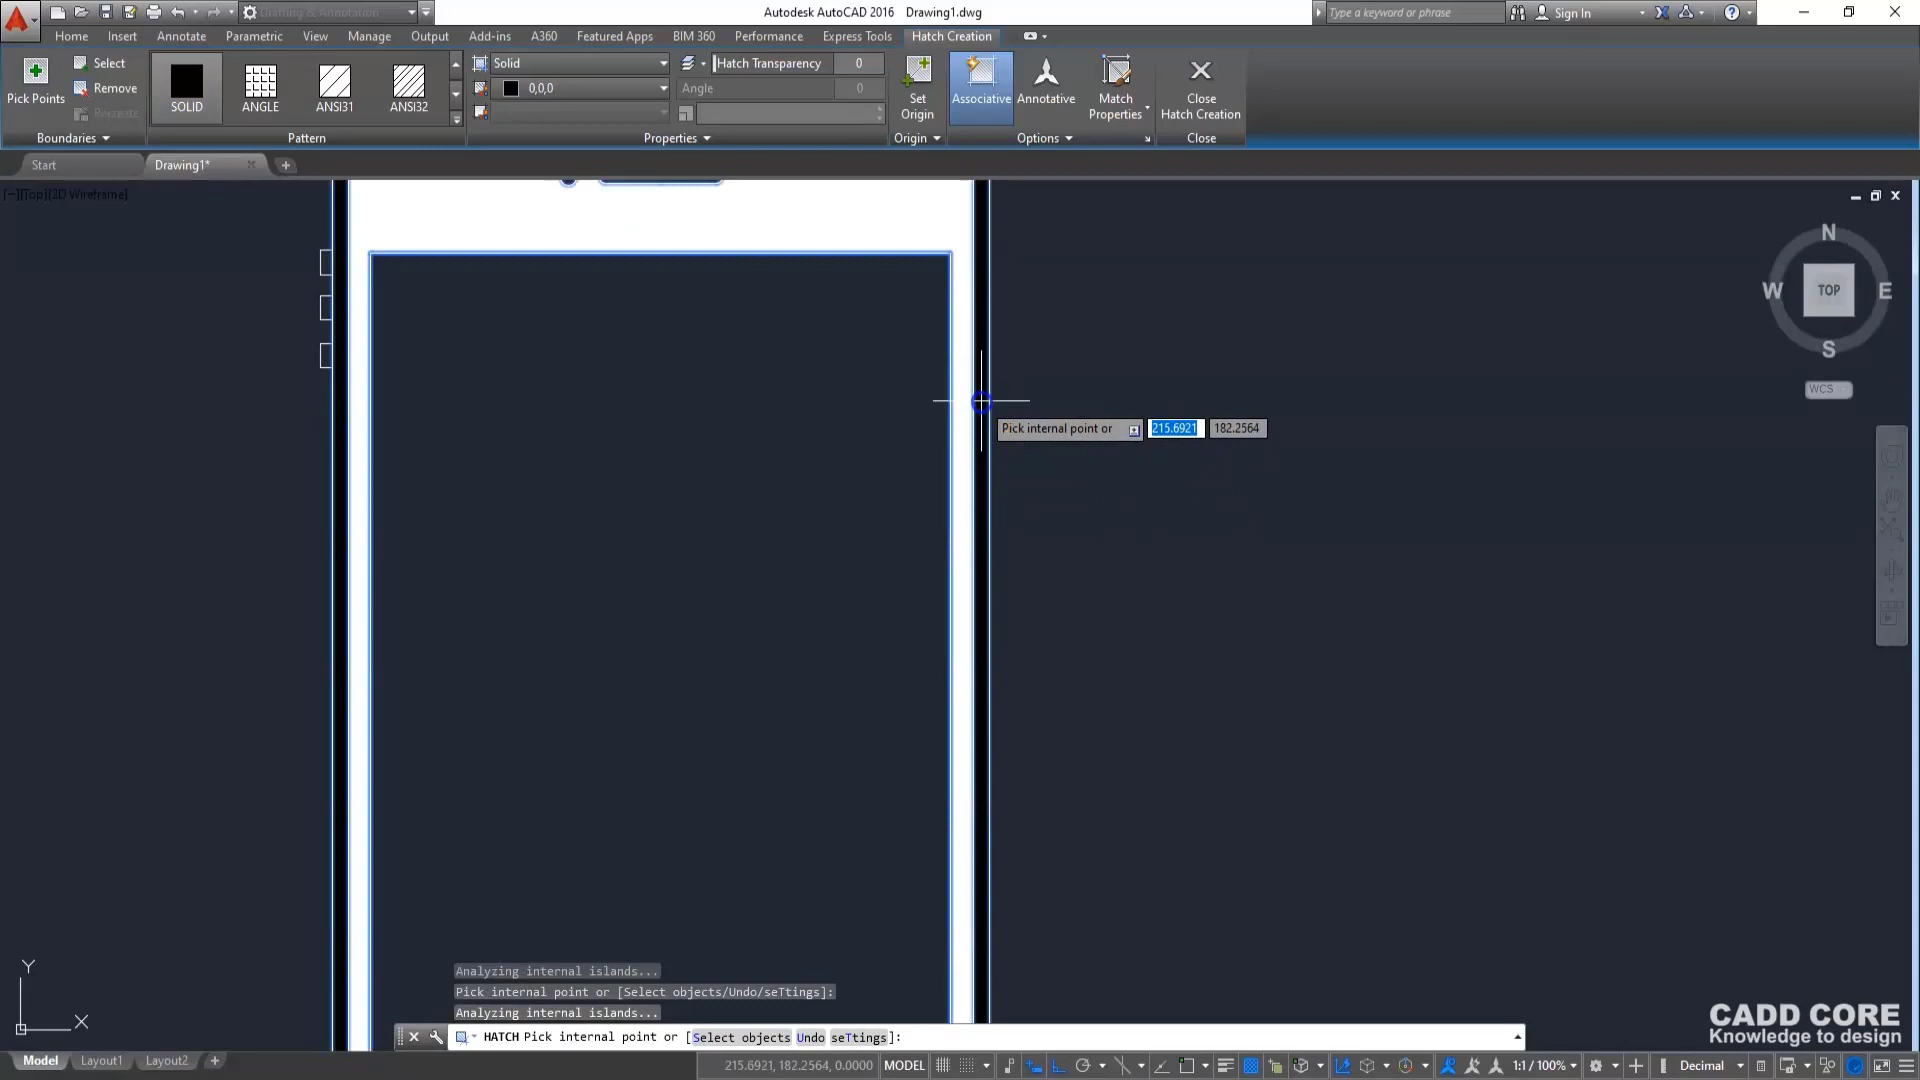 Drafting & Annotation
Autodesk AutoCAD 2016 Drawing1.dwg
Type a keyword or phrase
Sign In
Home Insert Annotate Parametric View Manage Output Add-ins A360 Featured Apps BIM 360 Performance Express Tools Hatch Creation
Pick Points
Select
Remove
Recreate
Boundaries
SOLID
ANGLE
ANSI31
ANSI32
Pattern
Solid
0,0,0
Hatch Transparency 0
Angle 0
Properties
Set Origin
Origin
Associative
Annotative
Match Properties
Options
Close Hatch Creation
Close
Start
Drawing1*
[−][Top][2D Wireframe]
N
W TOP E
S
WCS
Pick internal point or 215.6921 182.2564
Y
X
Analyzing internal islands...
Pick internal point or [Select objects/Undo/seTtings]:
Analyzing internal islands...
HATCH Pick internal point or [Select objects Undo seTtings]:
CADD CORE
Knowledge to design
Model Layout1 Layout2
215.6921, 182.2564, 0.0000 MODEL
1:1 / 100%
Decimal